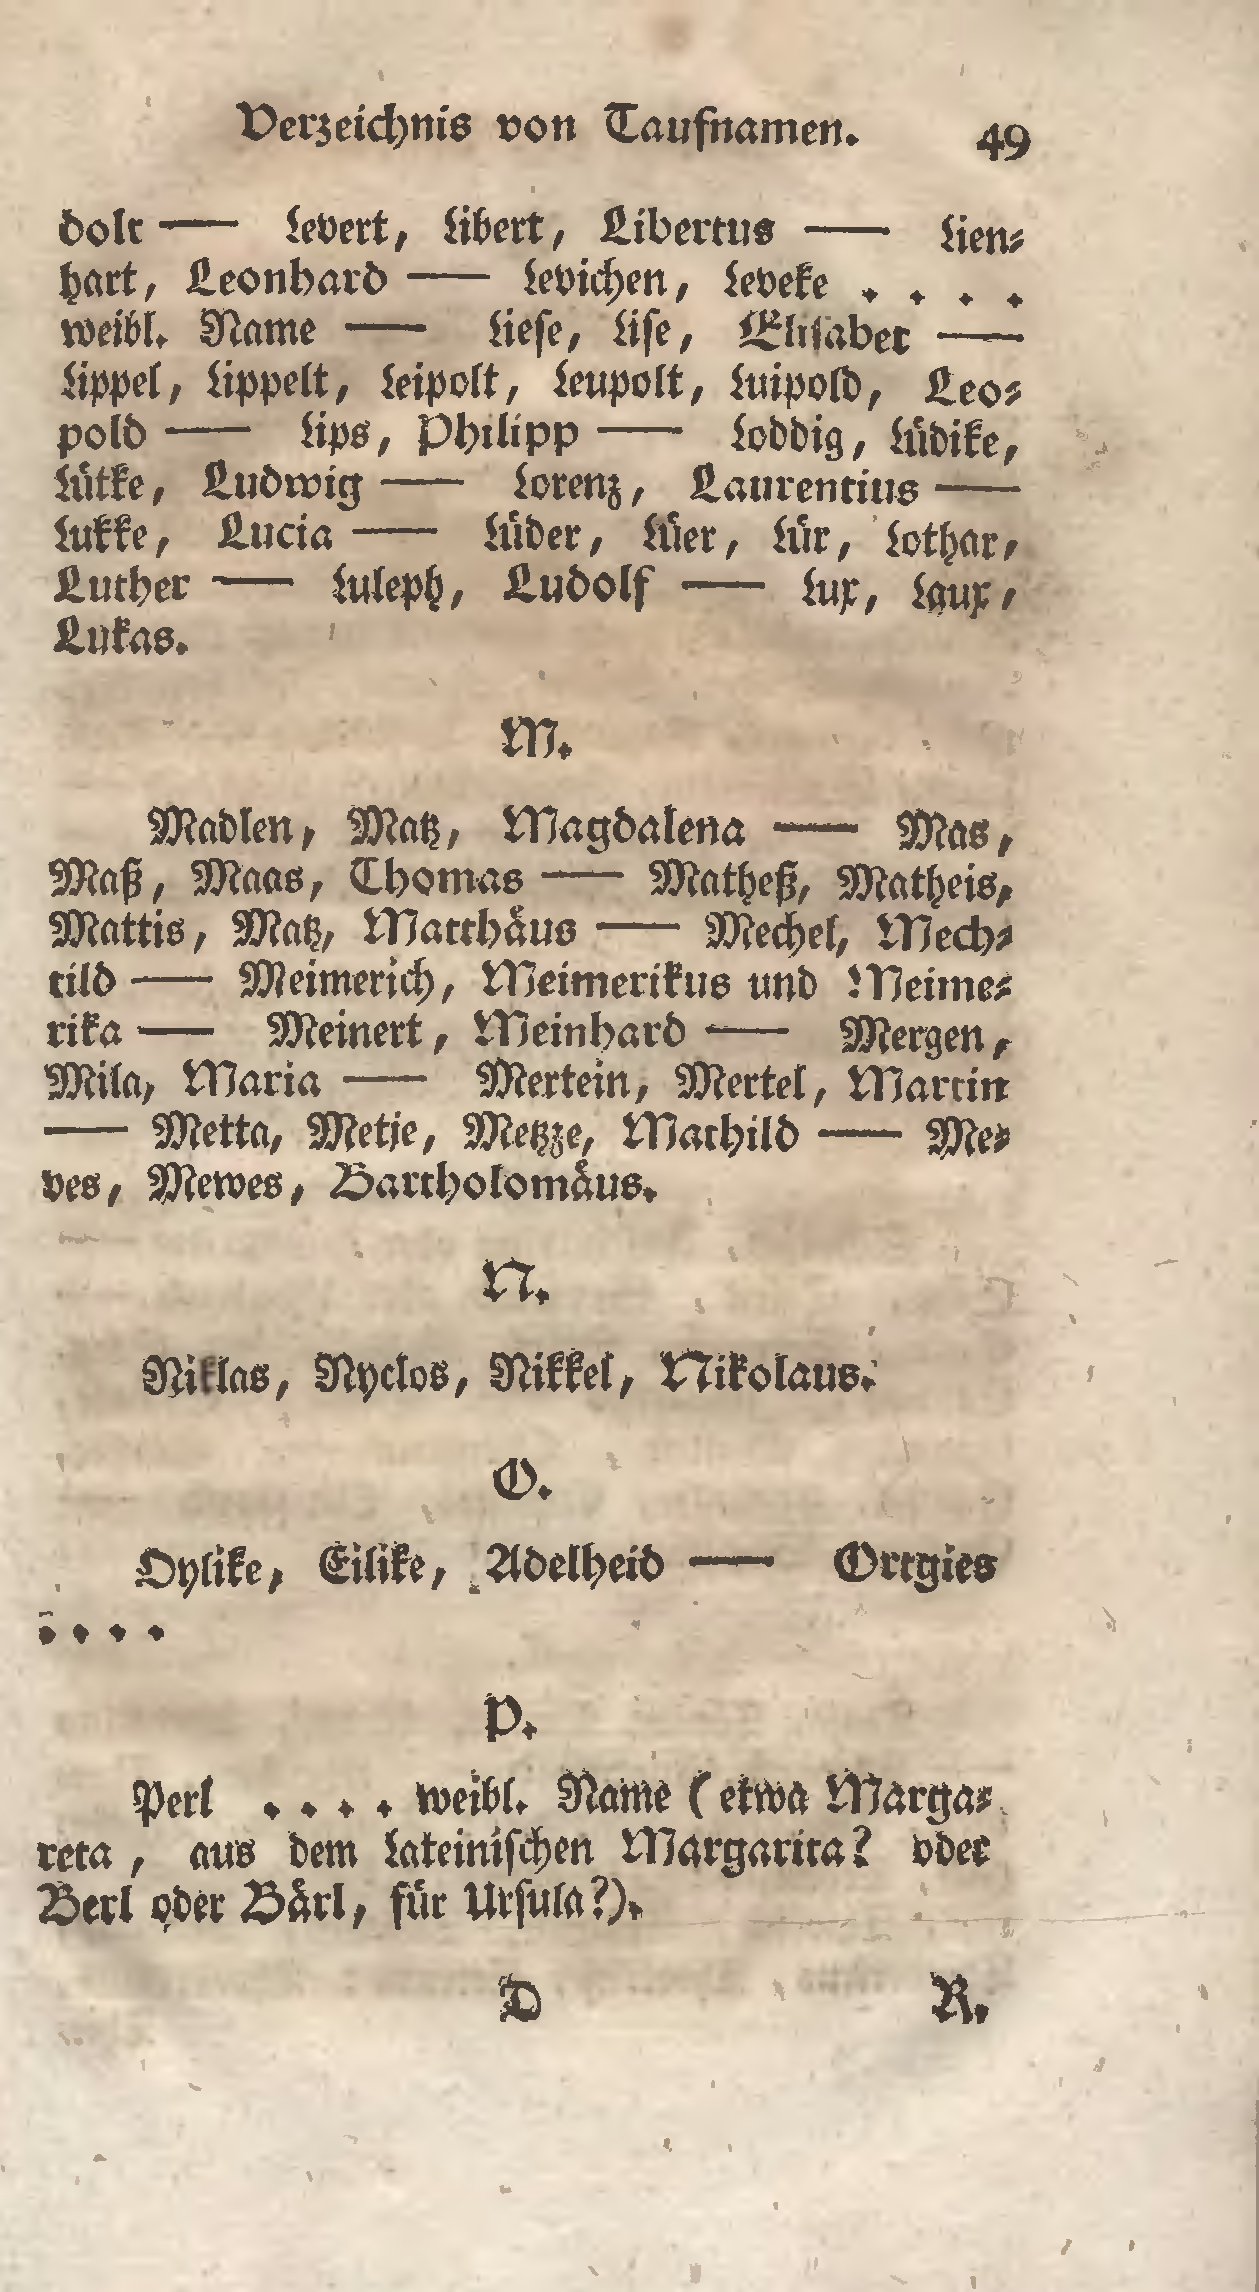 Verzeichnis von Taufnamen. 49
dolt — Levert, Libert, Libertus — Lien-
hart, Leonhard — Levichen, Leveke . . . .
weibl. Name — Liese, Lise, Elisabet —
Lippel, Lippelt, Leipolt, Leupolt, Luipold, Leo-
pold — Lips, Philipp — Loddig, Lüdike,
Lütke, Ludwig — Lorenz, Laurentius —
Lukke, Lucia — Lüder, Lüer, Lür, Lothar,
Luther — Luleph, Ludolf — Lux, Laux,
Lukas.
M.
Madlen, Matz, Magdalena — Mas,
Maß, Maas, Thomas — Matheß, Matheis,
Mattis, Matz, Matthäus — Mechel, Mech-
tild — Meimerich, Meimerikus und Meime-
rika — Meinert, Meinhard — Mergen,
Mila, Maria — Mertein, Mertel, Martin
— Metta, Metje, Metzze, Mathild — Me-
ves, Mewes, Bartholomäus.
N.
Niklas, Nyclos, Nikkel, Nikolaus.
O.
Oylike, Eilike, Adelheid — Ortgies
. . . .
P.
Perl . . . . weibl. Name (etwa Marga-
reta, aus dem Lateinischen Margarita? oder
Berl oder Bärl, für Ursula?).
D R.